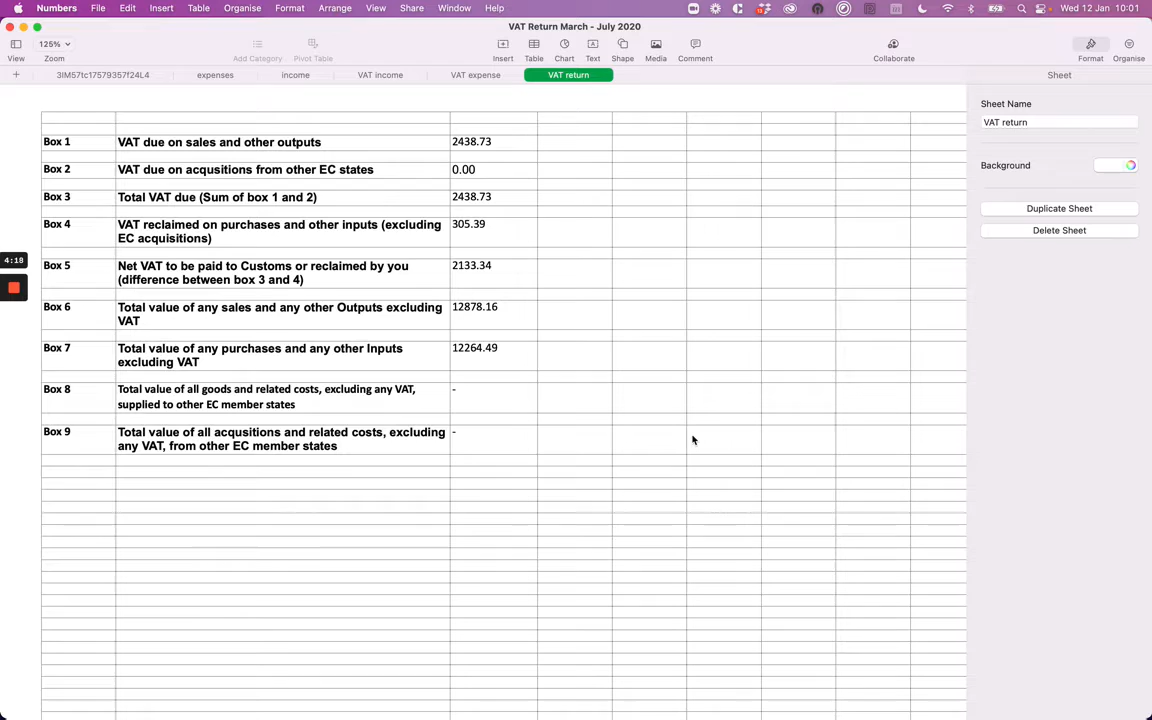 Numbers File Edit Insert Table Organise Format Arrange View Share Window Help Wed 12 Jan 10:01
VAT Return March - July 2020
125%
View Zoom Add Category Pivot Table Insert Table Chart Text Shape Media Comment Collaborate Format Organise
+ 3IM57tc17579357f24L4 expenses income VAT income VAT expense VAT return Sheet
Sheet Name
VAT return
Background
Duplicate Sheet
Delete Sheet
4:18
Box 1 VAT due on sales and other outputs 2438.73
Box 2 VAT due on acqusitions from other EC states 0.00
Box 3 Total VAT due (Sum of box 1 and 2) 2438.73
Box 4 VAT reclaimed on purchases and other inputs (excluding 305.39
EC acquisitions)
Box 5 Net VAT to be paid to Customs or reclaimed by you 2133.34
(difference between box 3 and 4)
Box 6 Total value of any sales and any other Outputs excluding 12878.16
VAT
Box 7 Total value of any purchases and any other Inputs 12264.49
excluding VAT
Box 8 Total value of all goods and related costs, excluding any VAT, -
supplied to other EC member states
Box 9 Total value of all acqusitions and related costs, excluding -
any VAT, from other EC member states